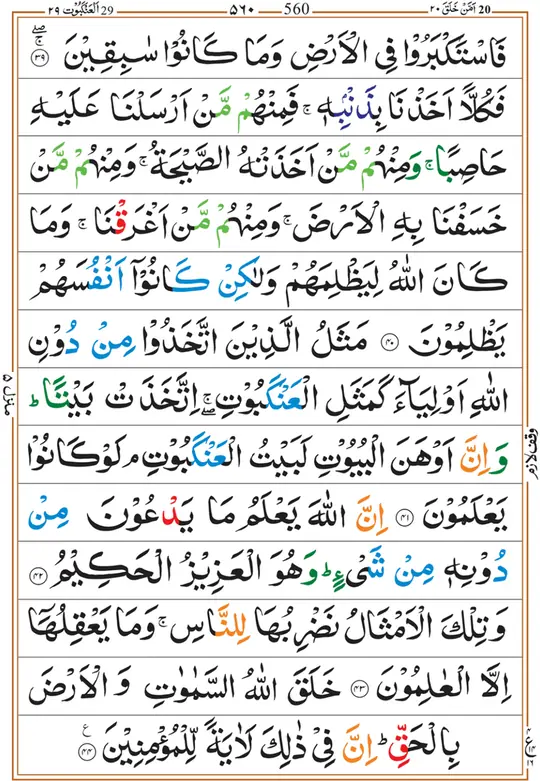 20 اَمَّنْ خَلَقَ ٢٠ 560 ٥٦٠ 29 اَلْعَنْكَبُوْت ٢٩
فَاسْتَكْبَرُوْا فِى الْاَرْضِ وَمَا كَانُوْا سٰبِقِيْنَ ۚۖ ﴿٣٩﴾
فَكُلًّا اَخَذْنَا بِذَنْۢبِهٖ ۚ فَمِنْهُمْ مَّنْ اَرْسَلْنَا عَلَيْهِ
حَاصِبًا ۚ وَمِنْهُمْ مَّنْ اَخَذَتْهُ الصَّيْحَةُ ۚ وَمِنْهُمْ مَّنْ
خَسَفْنَا بِهِ الْاَرْضَ ۚ وَمِنْهُمْ مَّنْ اَغْرَقْنَا ۚ وَمَا
كَانَ اللّٰهُ لِيَظْلِمَهُمْ وَلٰكِنْ كَانُوْۤا اَنْفُسَهُمْ
يَظْلِمُوْنَ ﴿٤٠﴾ مَثَلُ الَّذِيْنَ اتَّخَذُوْا مِنْ دُوْنِ
اللّٰهِ اَوْلِيَآءَ كَمَثَلِ الْعَنْكَبُوْتِ ۚۖ اِتَّخَذَتْ بَيْتًا ؕ
وَاِنَّ اَوْهَنَ الْبُيُوْتِ لَبَيْتُ الْعَنْكَبُوْتِ ۘ لَوْ كَانُوْا
يَعْلَمُوْنَ ﴿٤١﴾ اِنَّ اللّٰهَ يَعْلَمُ مَا يَدْعُوْنَ مِنْ
دُوْنِهٖ مِنْ شَىْءٍ ؕ وَهُوَ الْعَزِيْزُ الْحَكِيْمُ ﴿٤٢﴾
وَتِلْكَ الْاَمْثَالُ نَضْرِبُهَا لِلنَّاسِ ۚ وَمَا يَعْقِلُهَاۤ
اِلَّا الْعٰلِمُوْنَ ﴿٤٣﴾ خَلَقَ اللّٰهُ السَّمٰوٰتِ وَالْاَرْضَ
بِالْحَقِّ ؕ اِنَّ فِىْ ذٰلِكَ لَاٰيَةً لِّلْمُؤْمِنِيْنَ ﴿٤٤﴾ ع
منزل ٥
وقف لازم